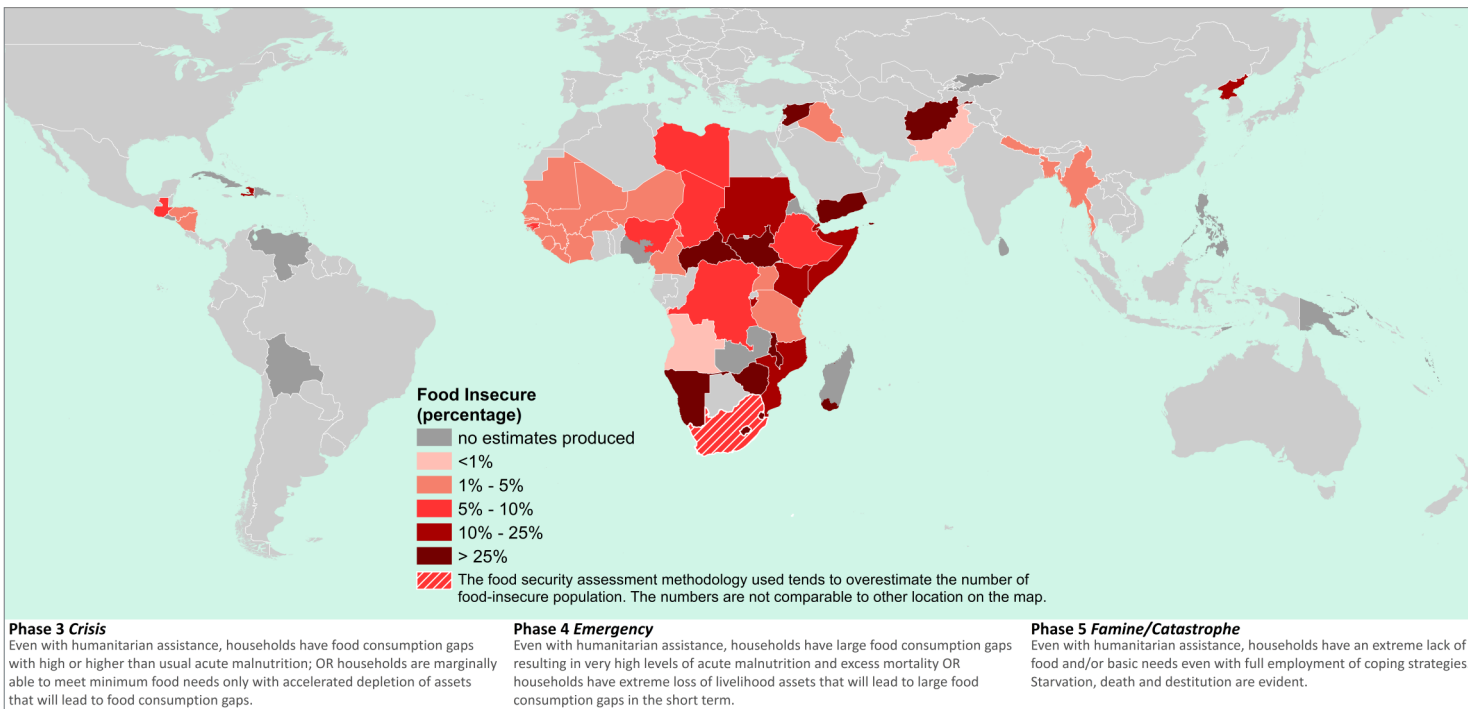 Food Insecure
(percentage)
no estimates produced
<1%
1% - 5%
5% - 10%
10% - 25%
> 25%
The food security assessment methodology used tends to overestimate the number of
food-insecure population. The numbers are not comparable to other location on the map.
Phase 3 Crisis
Even with humanitarian assistance, households have food consumption gaps
with high or higher than usual acute malnutrition; OR households are marginally
able to meet minimum food needs only with accelerated depletion of assets
that will lead to food consumption gaps.
Phase 4 Emergency
Even with humanitarian assistance, households have large food consumption gaps
resulting in very high levels of acute malnutrition and excess mortality OR
households have extreme loss of livelihood assets that will lead to large food
consumption gaps in the short term.
Phase 5 Famine/Catastrophe
Even with humanitarian assistance, households have an extreme lack of
food and/or basic needs even with full employment of coping strategies
Starvation, death and destitution are evident.